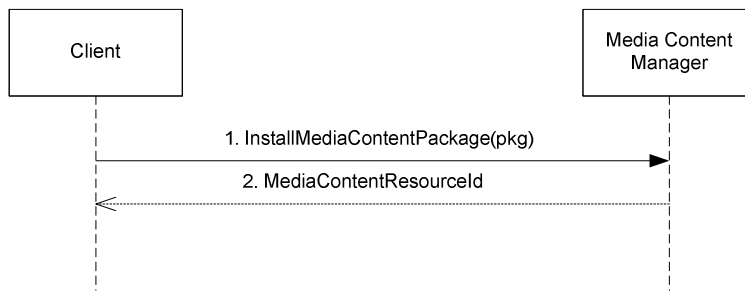 Client
Media Content
Manager
1. InstallMediaContentPackage(pkg)
2. MediaContentResourceId